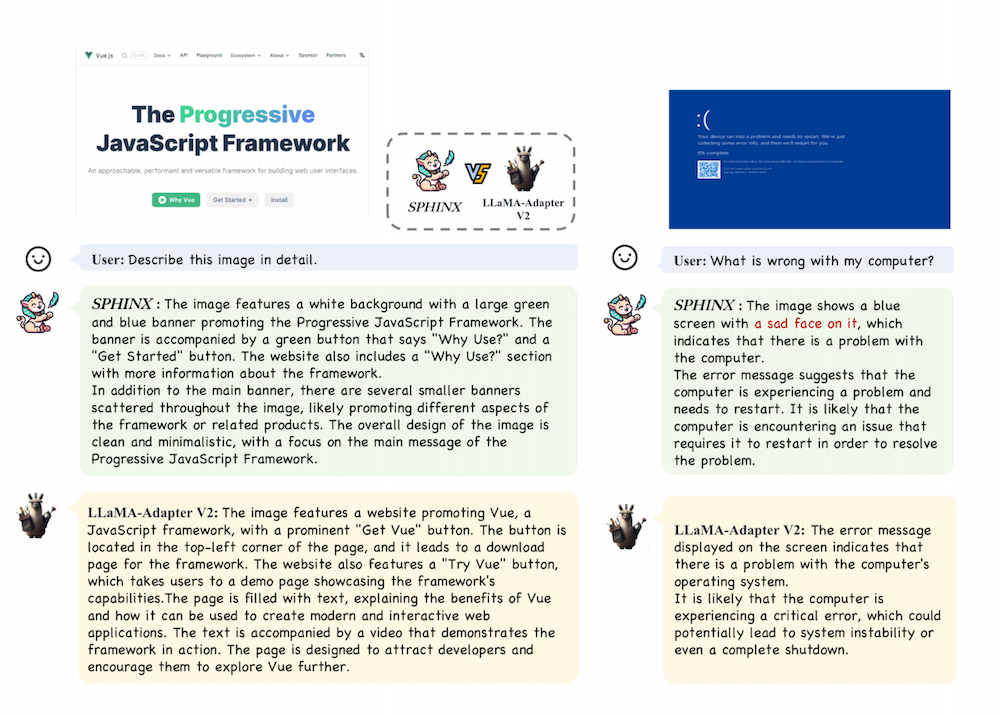 Vue.js Docs API Playground Ecosystem About Sponsor Partners
The Progressive
JavaScript Framework
An approachable, performant and versatile framework for building web user interfaces.
Why Vue Get Started → Install
SPHINX VS LLaMA-Adapter
V2
:(
Your device ran into a problem and needs to restart. We're just
collecting some error info, and then we'll restart for you.
0% complete
User: Describe this image in detail.
SPHINX : The image features a white background with a large green
and blue banner promoting the Progressive JavaScript Framework. The
banner is accompanied by a green button that says "Why Use?" and a
"Get Started" button. The website also includes a "Why Use?" section
with more information about the framework.
In addition to the main banner, there are several smaller banners
scattered throughout the image, likely promoting different aspects of
the framework or related products. The overall design of the image is
clean and minimalistic, with a focus on the main message of the
Progressive JavaScript Framework.
LLaMA-Adapter V2: The image features a website promoting Vue, a
JavaScript framework, with a prominent "Get Vue" button. The button is
located in the top-left corner of the page, and it leads to a download
page for the framework. The website also features a "Try Vue" button,
which takes users to a demo page showcasing the framework's
capabilities.The page is filled with text, explaining the benefits of Vue
and how it can be used to create modern and interactive web
applications. The text is accompanied by a video that demonstrates the
framework in action. The page is designed to attract developers and
encourage them to explore Vue further.
User: What is wrong with my computer?
SPHINX : The image shows a blue
screen with a sad face on it, which
indicates that there is a problem with
the computer.
The error message suggests that the
computer is experiencing a problem and
needs to restart. It is likely that the
computer is encountering an issue that
requires it to restart in order to resolve
the problem.
LLaMA-Adapter V2: The error message
displayed on the screen indicates that
there is a problem with the computer's
operating system.
It is likely that the computer is
experiencing a critical error, which could
potentially lead to system instability or
even a complete shutdown.